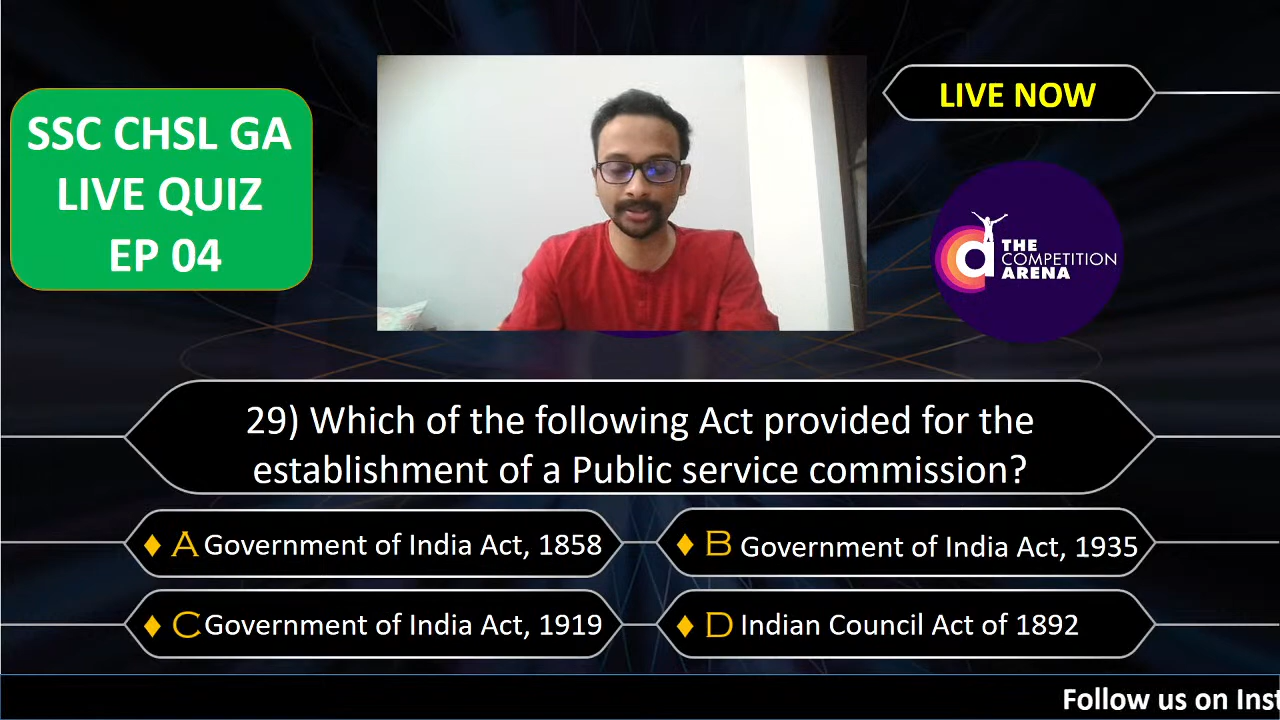 SSC CHSL GA
LIVE QUIZ
EP 04
LIVE NOW
THE
COMPETITION
ARENA
29) Which of the following Act provided for the
establishment of a Public service commission?
♦ A Government of India Act, 1858
♦ B Government of India Act, 1935
♦ C Government of India Act, 1919
♦ D Indian Council Act of 1892
Follow us on Inst